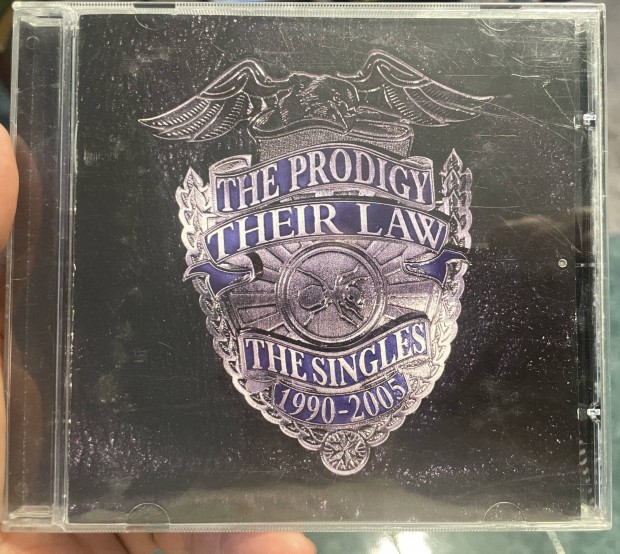 THE PRODIGY
THEIR LAW
THE SINGLES
1990-2005